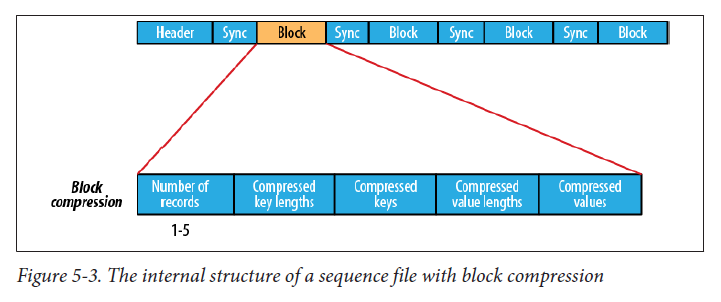 Header Sync Block Sync Block Sync Block Sync Block
Block compression
Number of records
Compressed key lengths
Compressed keys
Compressed value lengths
Compressed values
1-5
Figure 5-3. The internal structure of a sequence file with block compression